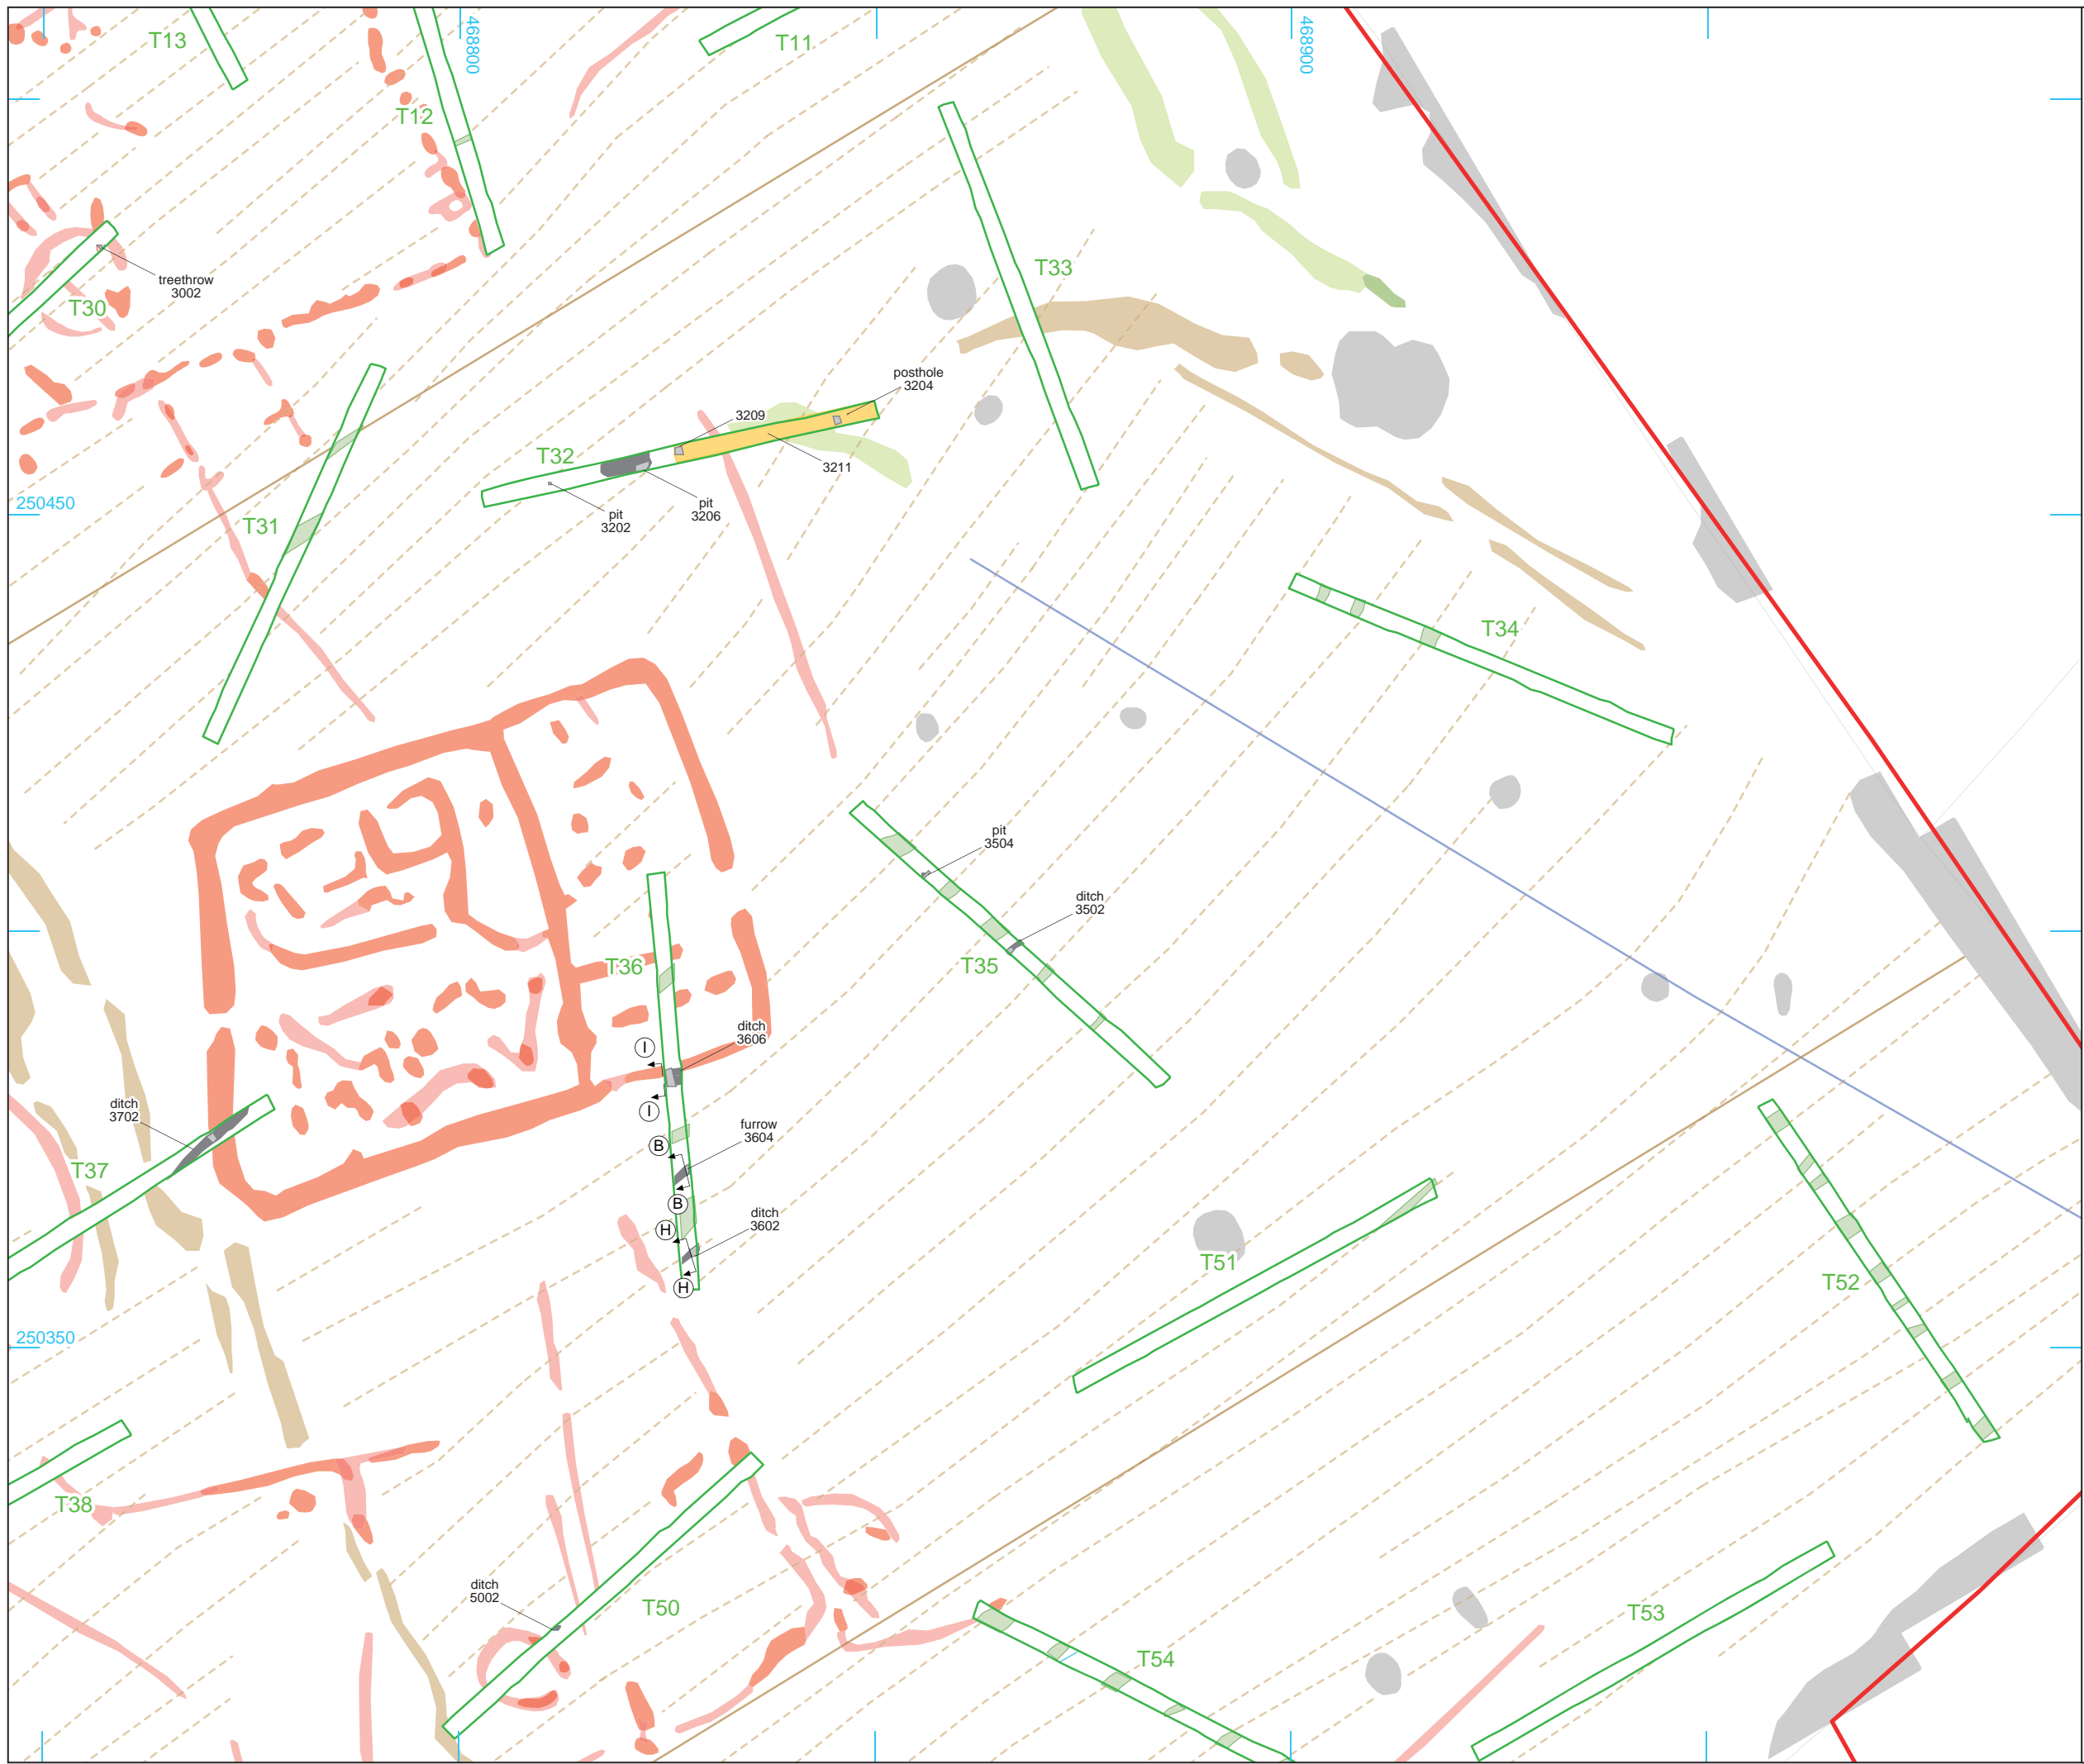 T13
468800
T11
468900
T12
T33
treethrow
3002
T30
posthole
3204
3209
T32
3211
250450
pit
3206
pit
3202
T31
T34
pit
3504
ditch
3502
T36
T35
ditch
3606
I
I
ditch
3702
furrow
3604
B
T37
B
ditch
3602
H
T51
T52
H
250350
T38
ditch
5002
T50
T53
T54